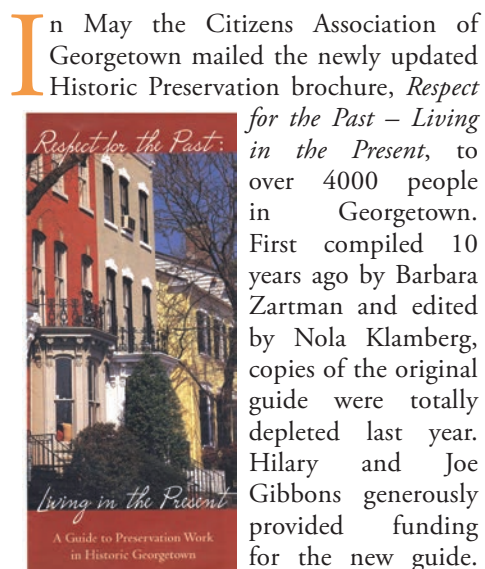 In May the Citizens Association of
Georgetown mailed the newly updated
Historic Preservation brochure, Respect
for the Past – Living
in the Present, to
over 4000 people
in Georgetown.
First compiled 10
years ago by Barbara
Zartman and edited
by Nola Klamberg,
copies of the original
guide were totally
depleted last year.
Hilary and Joe
Gibbons generously
provided funding
for the new guide.
Respect for the Past:
Living in the Present
A Guide to Preservation Work
in Historic Georgetown